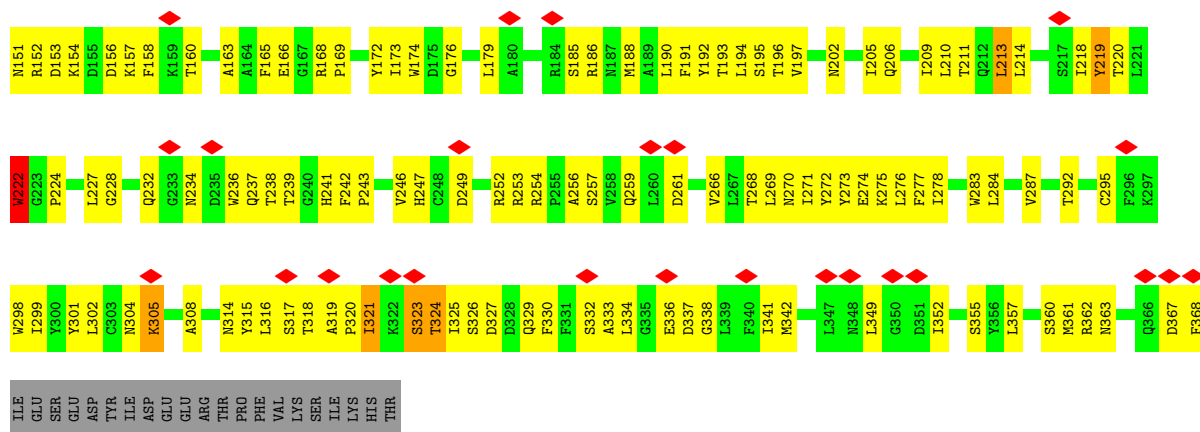 N151 R152 D153 K154 D155 D156 K157 F158 K159 T160 A163 A164 F165 E166 G167 R168 P169 Y172 I173 W174 D175 G176 L179 A180 R184 S185 R186 N187 M188 A189 L190 F191 Y192 T193 L194 S195 T196 V197 N202 I205 Q206 I209 L210 T211 Q212 L213 L214 S217 I218 Y219 T220 L221
W222 G223 P224 L227 G228 Q232 G233 N234 D235 W236 Q237 T238 T239 G240 H241 F242 P243 V246 H247 C248 D249 R252 R253 R254 P255 A256 S257 V258 Q259 L260 D261 V266 L267 T268 L269 N270 I271 Y272 Y273 E274 K275 L276 F277 I278 W283 L284 V287 T292 C295 F296 K297
W298 I299 Y300 Y301 L302 C303 N304 K305 A308 N314 Y315 L316 S317 T318 A319 P320 I321 K322 S323 T324 I325 S326 D327 D328 Q329 F330 F331 S332 A333 L334 G335 E336 D337 G338 L339 F340 I341 M342 L347 N348 L349 G350 D351 I352 S355 Y356 L357 S360 M361 R362 N363 Q366 D367 F368
ILE GLU SER GLU ASP TYR ILE ASP GLU GLU ARG THR PRO PHE VAL LYS SER ILE LYS HIS THR